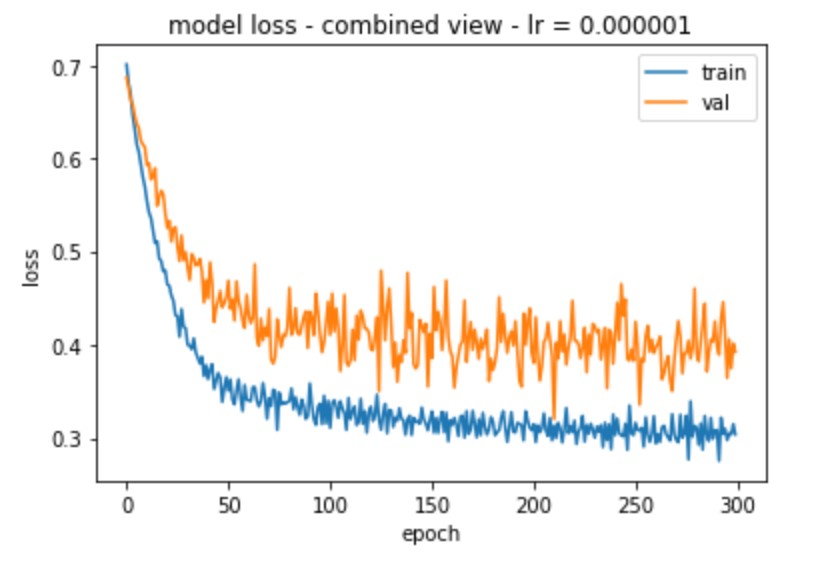 model loss - combined view - lr = 0.000001
train
val
0.7
0.6
0.5
0.4
0.3
loss
0 50 100 150 200 250 300
epoch